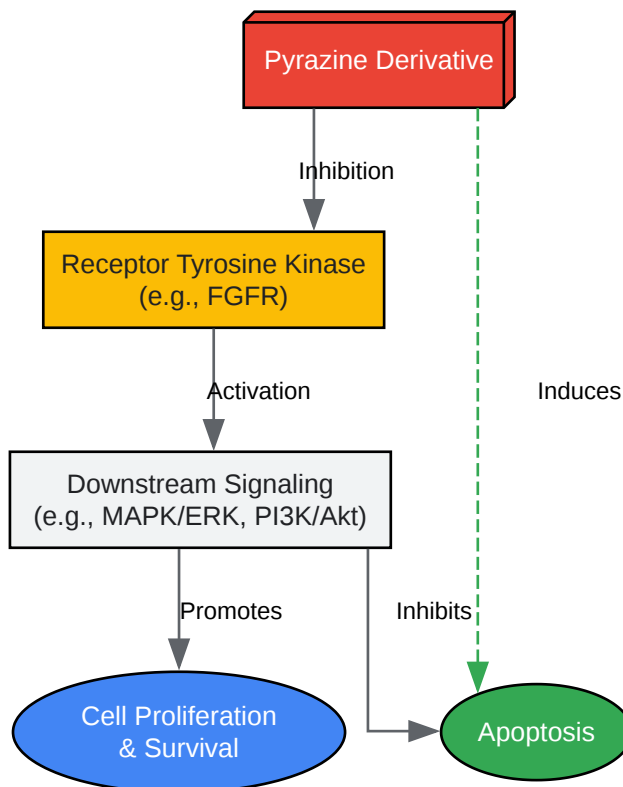 Pyrazine Derivative
Inhibition
Receptor Tyrosine Kinase
(e.g., FGFR)
Activation
Induces
Downstream Signaling
(e.g., MAPK/ERK, PI3K/Akt)
Promotes
Inhibits
Cell Proliferation
& Survival
Apoptosis